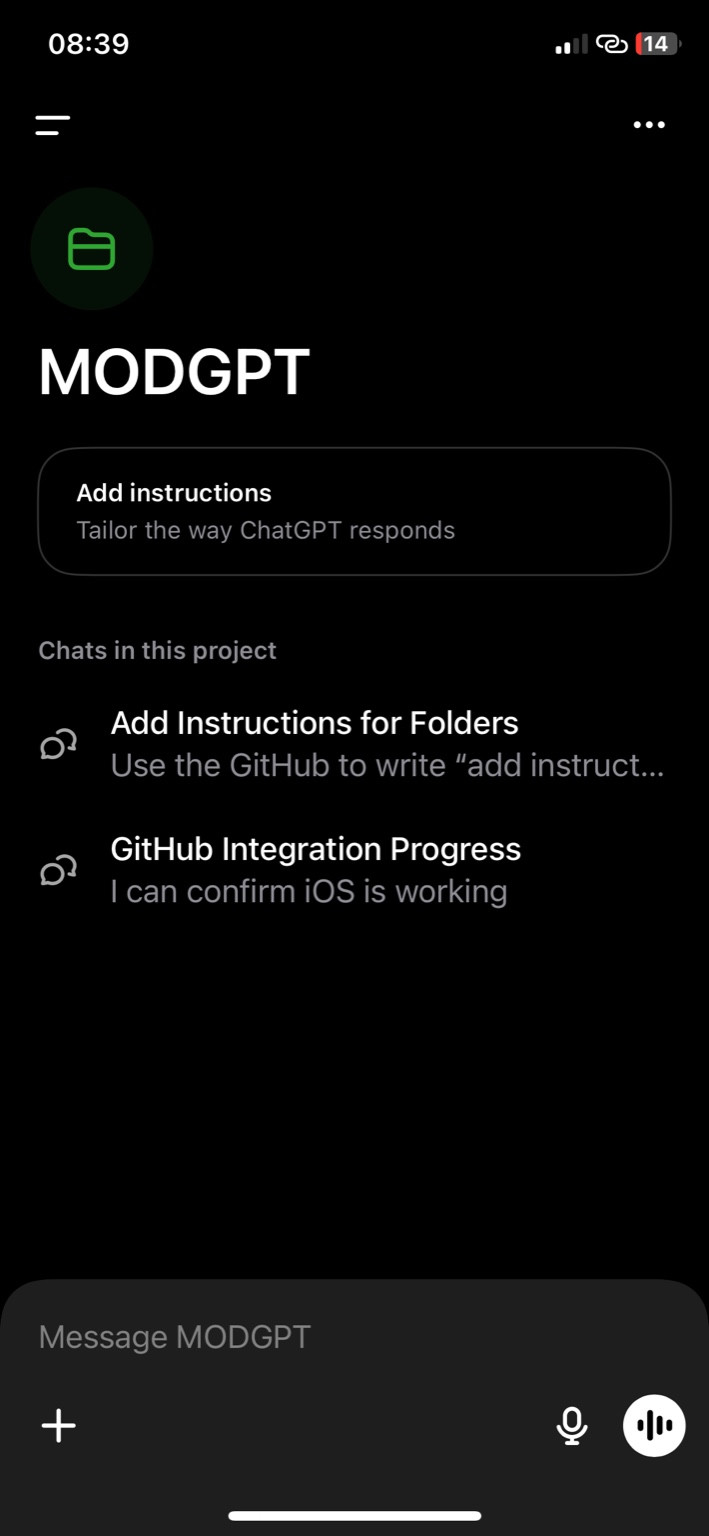 08:39
14
MODGPT
Add instructions
Tailor the way ChatGPT responds
Chats in this project
Add Instructions for Folders
Use the GitHub to write “add instruct...
GitHub Integration Progress
I can confirm iOS is working
Message MODGPT